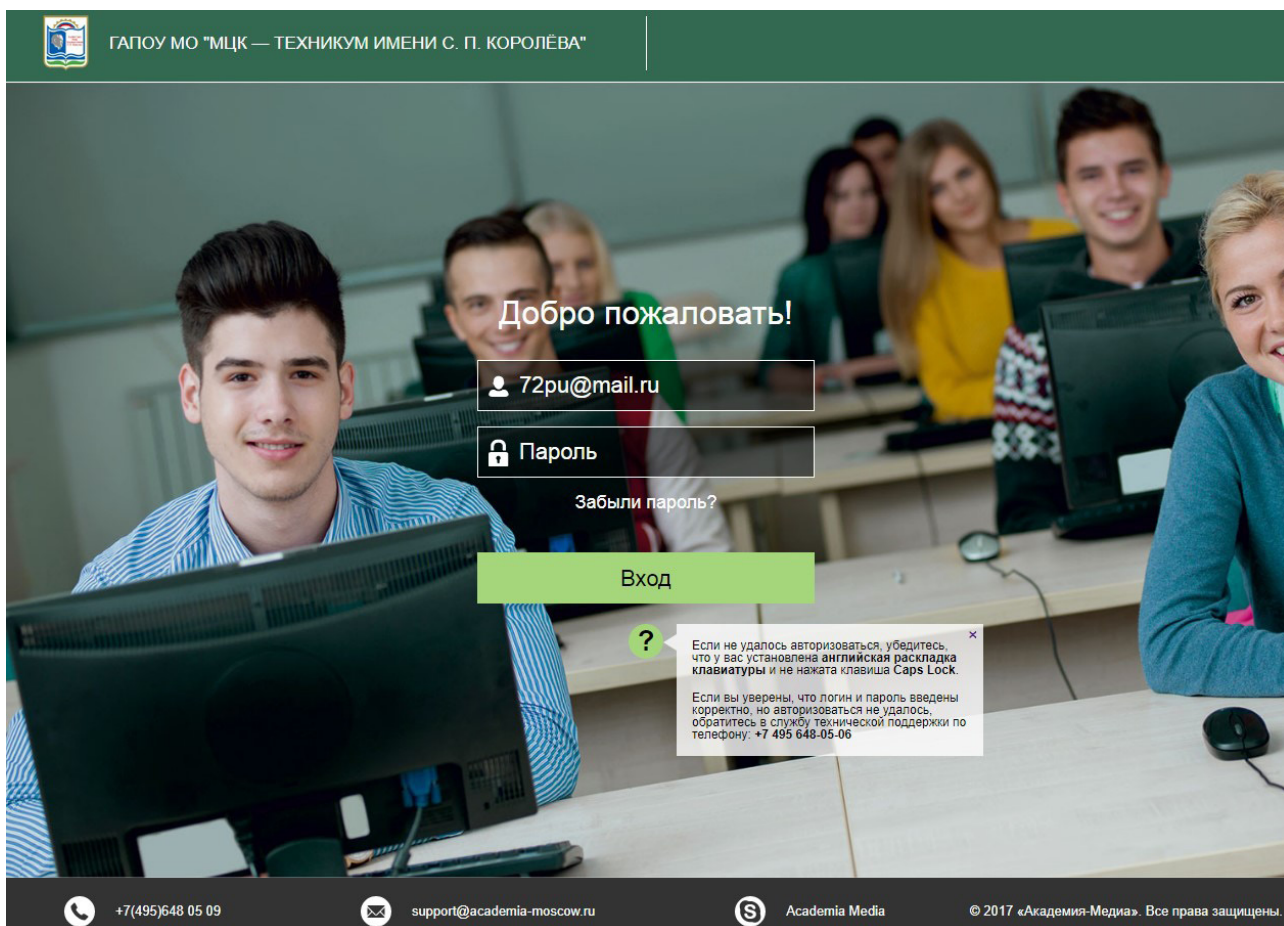 ГАПОУ МО "МЦК — ТЕХНИКУМ ИМЕНИ С. П. КОРОЛЁВА"
Добро пожаловать!
72pu@mail.ru
Пароль
Забыли пароль?
Вход
?
×
Если не удалось авторизоваться, убедитесь,
что у вас установлена английская раскладка
клавиатуры и не нажата клавиша Caps Lock.
Если вы уверены, что логин и пароль введены
корректно, но авторизоваться не удалось,
обратитесь в службу технической поддержки по
телефону: +7 495 648-05-06
+7(495)648 05 09
support@academia-moscow.ru
Academia Media
© 2017 «Академия-Медиа». Все права защищены.